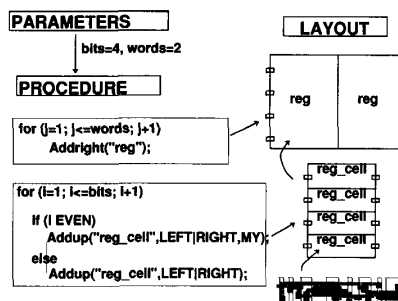 PARAMETERS
bits=4, words=2
PROCEDURE
for (j=1; j<=words; j+1)
Addright("reg");
for (i=1; i<=bits; i+1)
if (i EVEN)
Addup("reg_cell",LEFT|RIGHT,MY);
else
Addup("reg_cell",LEFT|RIGHT);
LAYOUT
reg
reg
reg_cell
reg_cell
reg_cell
reg_cell